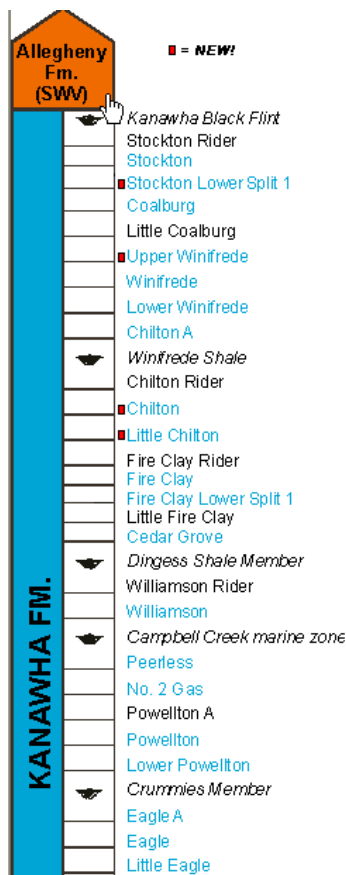 Allegheny
Fm.
(SWV)
= NEW!
Kanawha Black Flint
Stockton Rider
Stockton
Stockton Lower Split 1
Coalburg
Little Coalburg
Upper Winifrede
Winifrede
Lower Winifrede
Chilton A
Winifrede Shale
Chilton Rider
Chilton
Little Chilton
Fire Clay Rider
Fire Clay
Fire Clay Lower Split 1
Little Fire Clay
Cedar Grove
Dingess Shale Member
Williamson Rider
Williamson
Campbell Creek marine zone
Peerless
No. 2 Gas
Powellton A
Powellton
Lower Powellton
Crummies Member
Eagle A
Eagle
Little Eagle
KANAWHA FM.